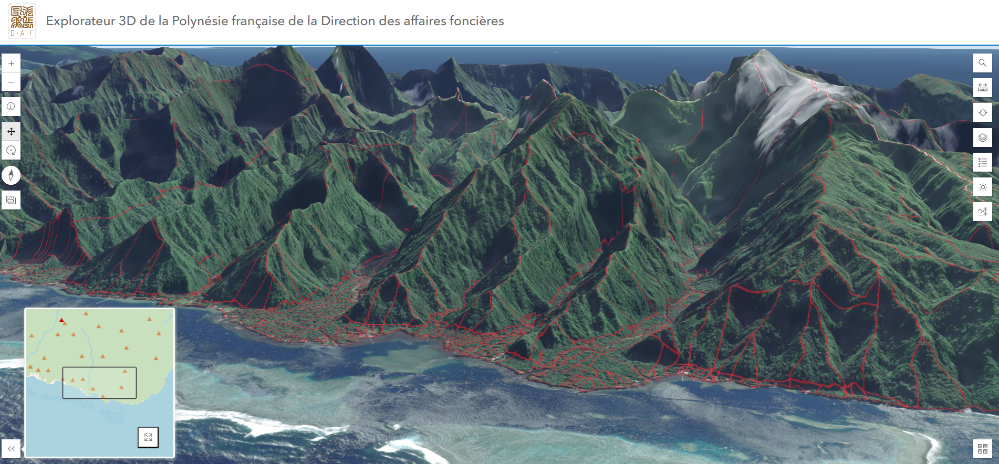 Explorateur 3D de la Polynésie française de la Direction des affaires foncières
D·A·F